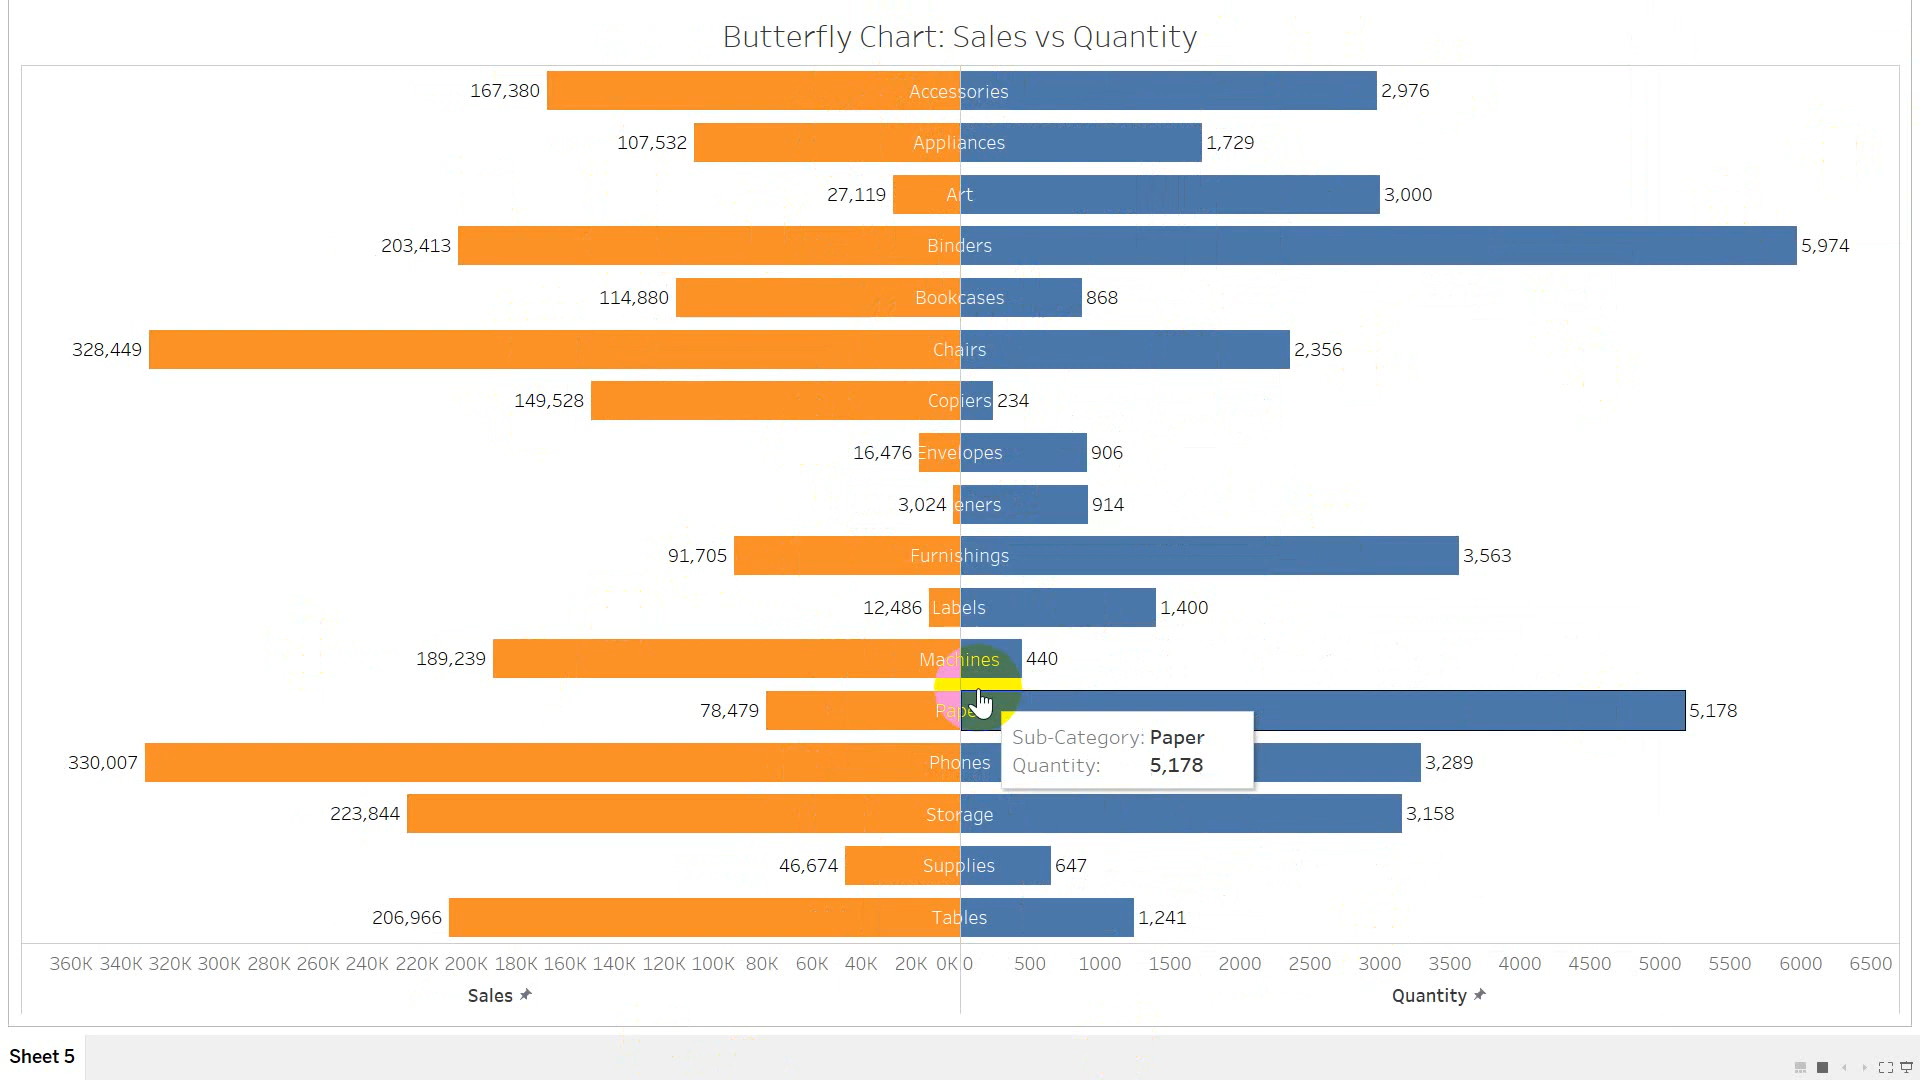 Butterfly Chart: Sales vs Quantity
167,380 Accessories 2,976
107,532 Appliances 1,729
27,119 Art 3,000
203,413 Binders 5,974
114,880 Bookcases 868
328,449 Chairs 2,356
149,528 Copiers 234
16,476 Envelopes 906
3,024 eners 914
91,705 Furnishings 3,563
12,486 Labels 1,400
189,239 Machines 440
78,479 5,178
Sub-Category: Paper
Quantity: 5,178
330,007 Phones 3,289
223,844 Storage 3,158
46,674 Supplies 647
206,966 Tables 1,241
360K 340K 320K 300K 280K 260K 240K 220K 200K 180K 160K 140K 120K 100K 80K 60K 40K 20K 0K 0 500 1000 1500 2000 2500 3000 3500 4000 4500 5000 5500 6000 6500
Sales Quantity
Sheet 5